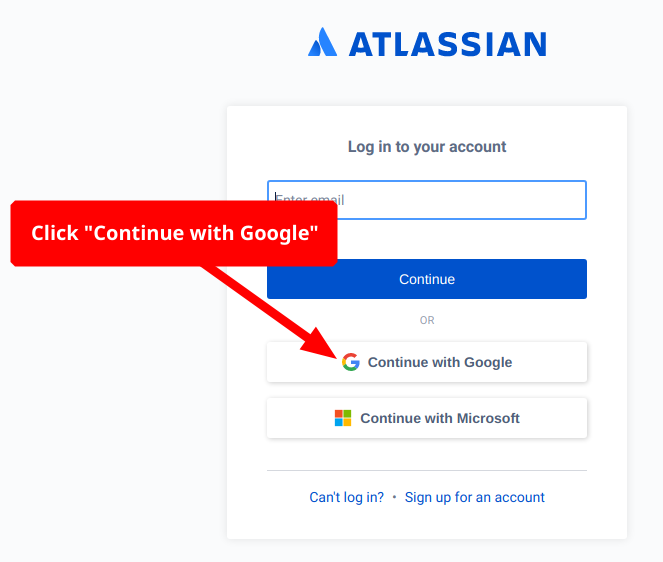 ATLASSIAN
Log in to your account
Enter email
Click "Continue with Google"
Continue
OR
Continue with Google
Continue with Microsoft
Can't log in? • Sign up for an account